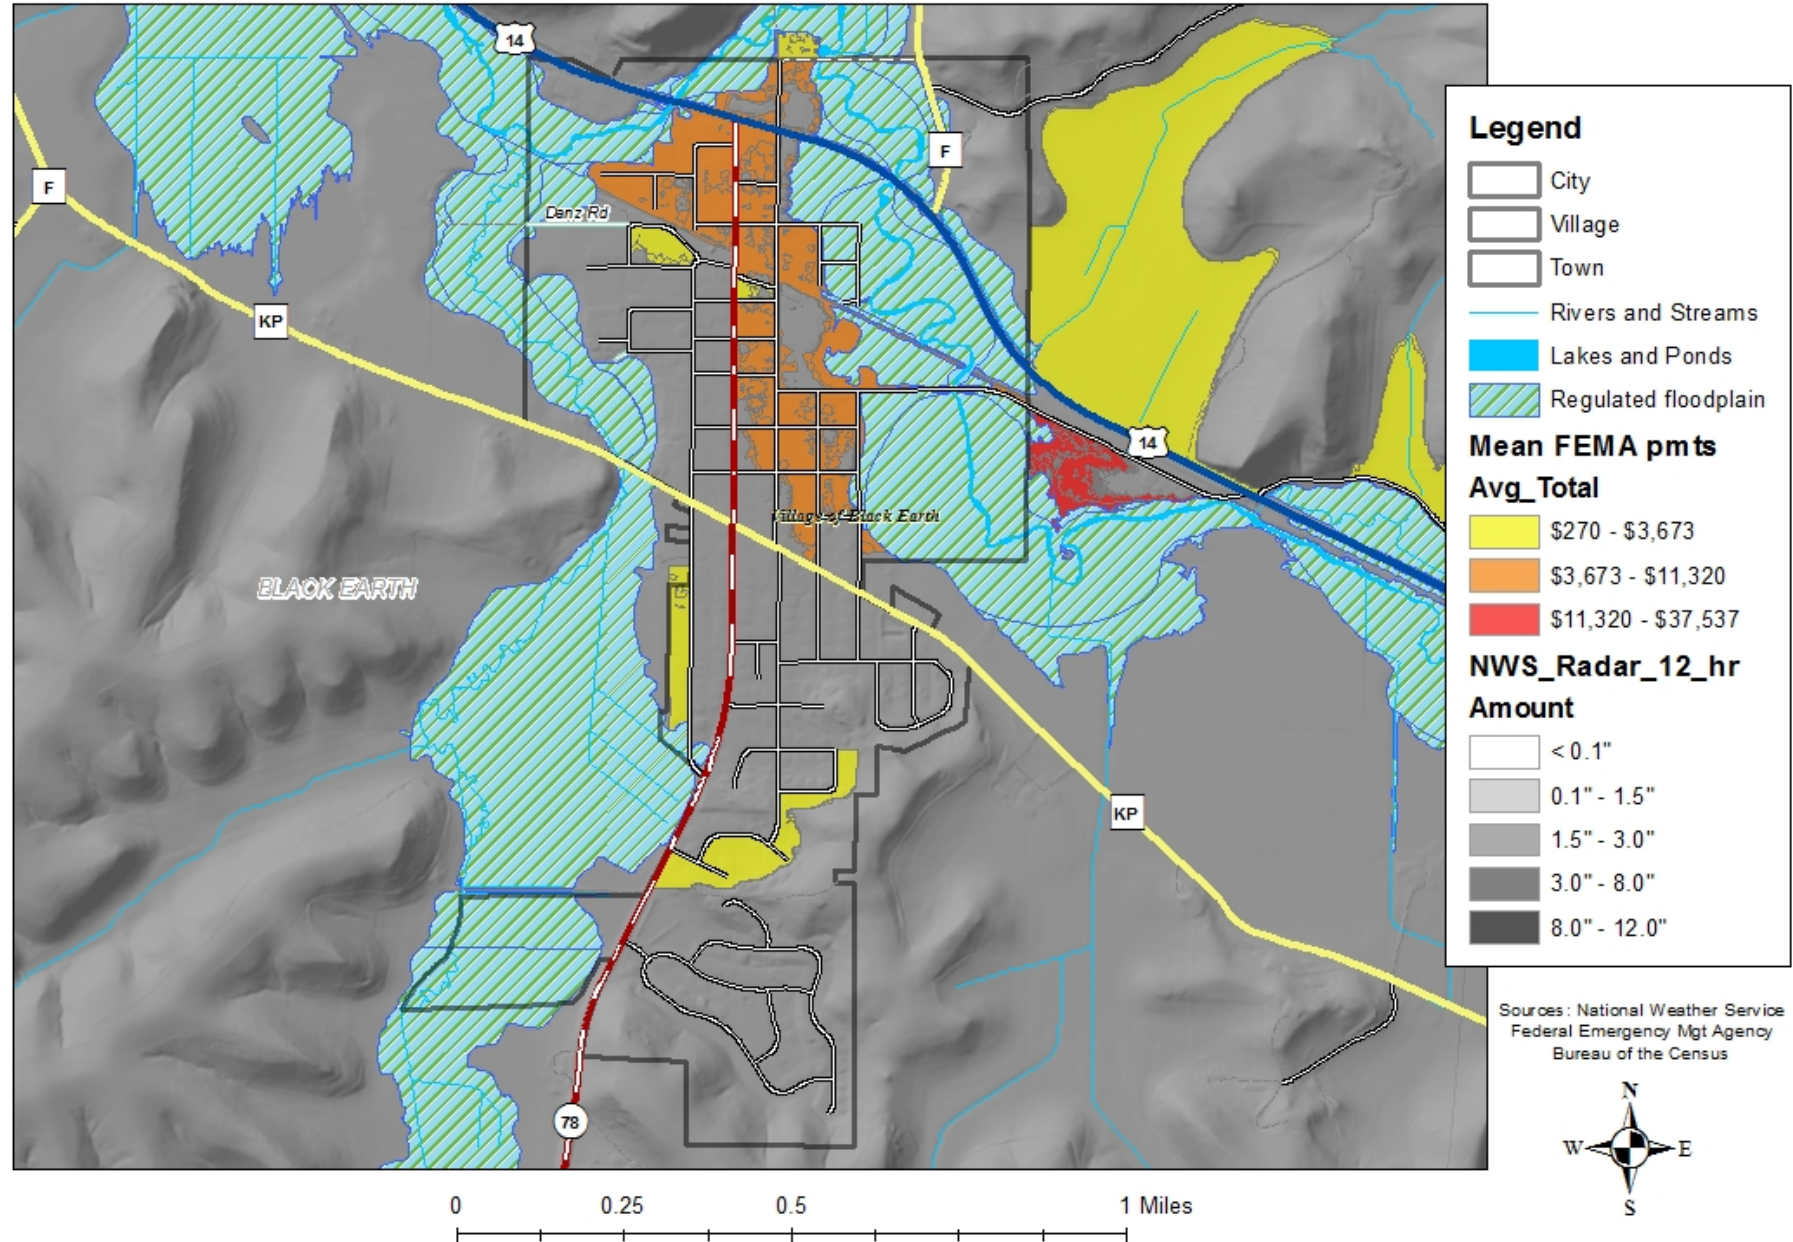 14
F
F
Danz Rd
KP
14
Village of Black Earth
BLACK EARTH
KP
78
Legend
City
Village
Town
Rivers and Streams
Lakes and Ponds
Regulated floodplain
Mean FEMA pmts
Avg_Total
$270 - $3,673
$3,673 - $11,320
$11,320 - $37,537
NWS_Radar_12_hr
Amount
< 0.1"
0.1" - 1.5"
1.5" - 3.0"
3.0" - 8.0"
8.0" - 12.0"
Sources: National Weather Service
Federal Emergency Mgt Agency
Bureau of the Census
N
W E
S
0 0.25 0.5 1 Miles